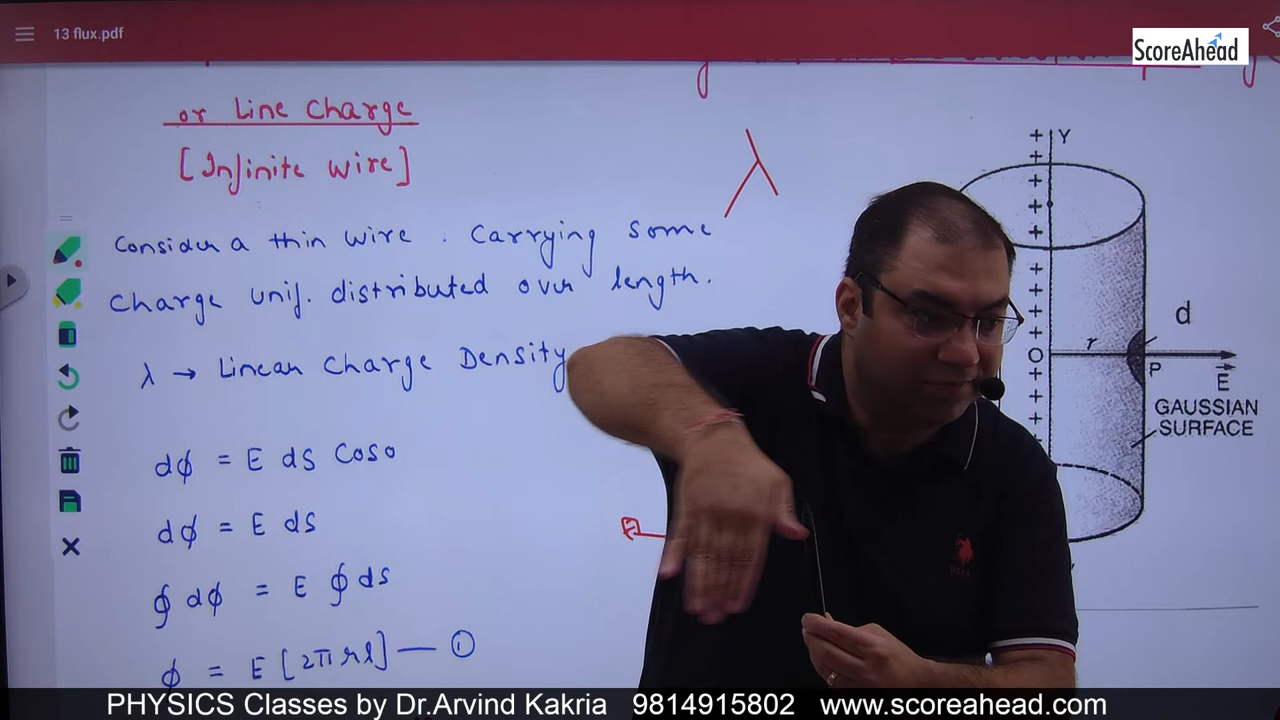 13 flux.pdf
ScoreAhead
or Line Charge
[Infinite wire]
λ
Consider a thin wire. Carrying some
Charge unif. distributed over length.
λ → Linear Charge Density
dφ = E ds Cos0
dφ = E ds
∮ dφ = E ∮ ds
φ = E [2πrl] — ①
Y
O
r
d
P
E
GAUSSIAN
SURFACE
PHYSICS Classes by Dr.Arvind Kakria 9814915802 www.scoreahead.com